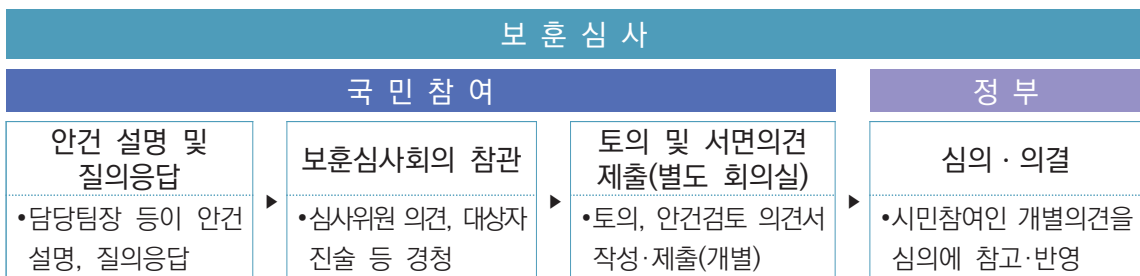 보 훈 심 사
국 민 참 여
정 부
안건 설명 및
질의응답
•담당팀장 등이 안건
설명, 질의응답
▶
보훈심사회의 참관
•심사위원 의견, 대상자
진술 등 경청
▶
토의 및 서면의견
제출(별도 회의실)
•토의, 안건검토 의견서
작성·제출(개별)
▶
심의 · 의결
•시민참여인 개별의견을
심의에 참고·반영